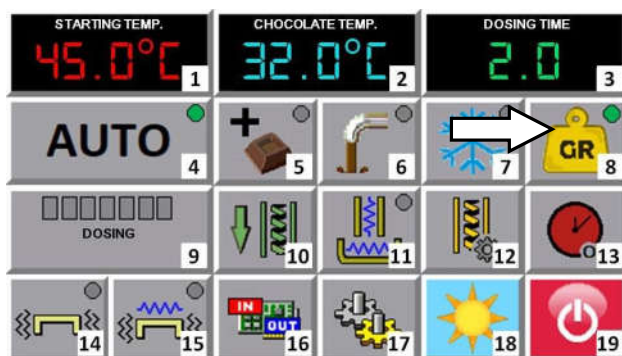 STARTING TEMP. CHOCOLATE TEMP. DOSING TIME
45.0°C 1 32.0°C 2 2.0 3
AUTO 4 5 6 7 GR 8
DOSING 9 10 11 12 13
14 15 IN OUT 16 17 18 19